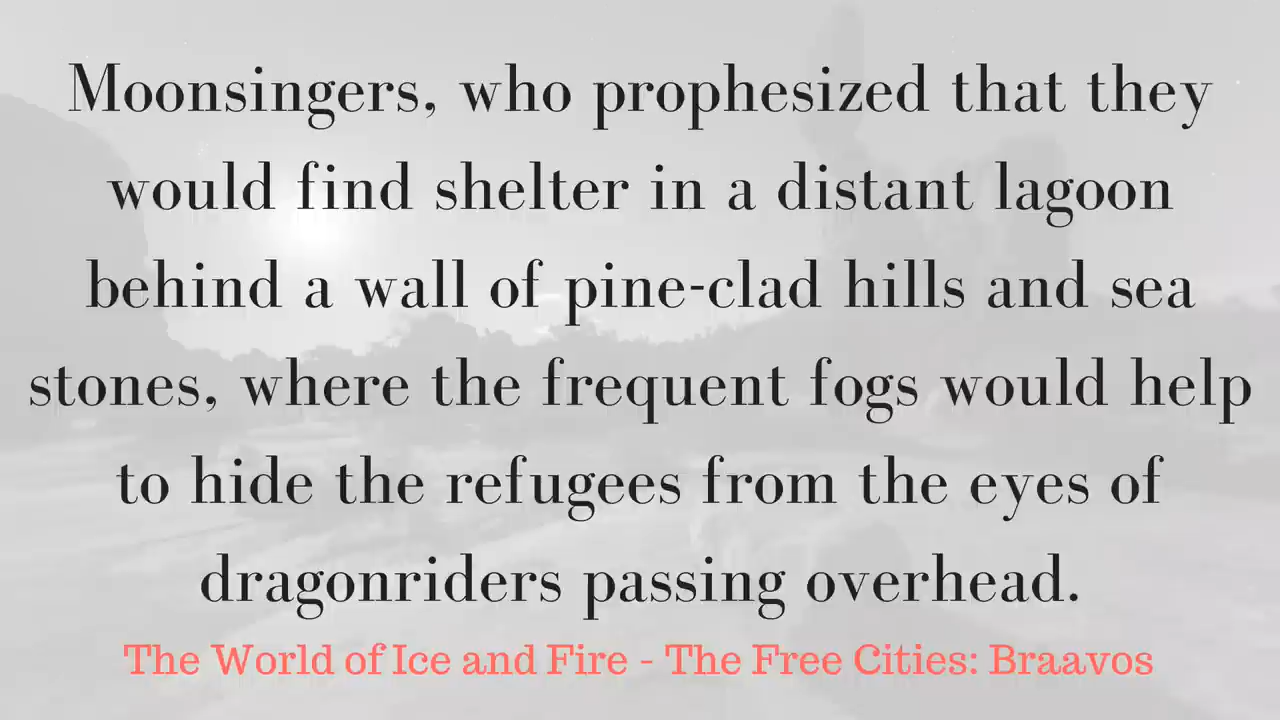 Moonsingers, who prophesized that they
would find shelter in a distant lagoon
behind a wall of pine-clad hills and sea
stones, where the frequent fogs would help
to hide the refugees from the eyes of
dragonriders passing overhead.
The World of Ice and Fire - The Free Cities: Braavos